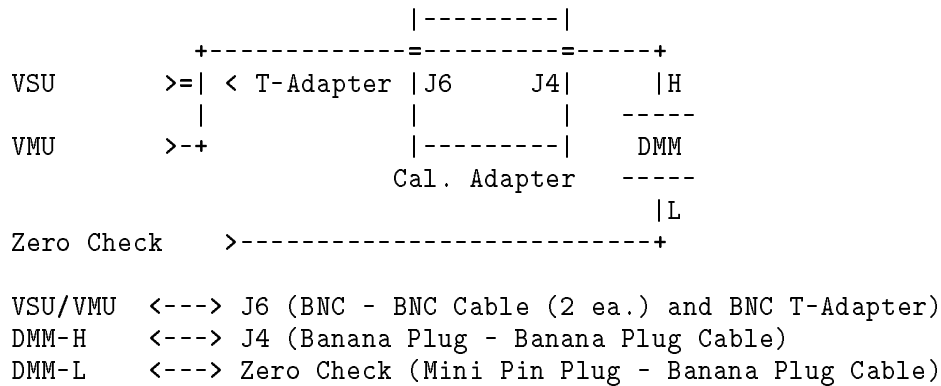 |---------|
+-------------=---------=-----+
VSU >=| < T-Adapter |J6 J4| |H
| | | -----
VMU >-+ |---------| DMM
Cal. Adapter -----
|L
Zero Check >---------------------------+
VSU/VMU <---> J6 (BNC - BNC Cable (2 ea.) and BNC T-Adapter)
DMM-H <---> J4 (Banana Plug - Banana Plug Cable)
DMM-L <---> Zero Check (Mini Pin Plug - Banana Plug Cable)